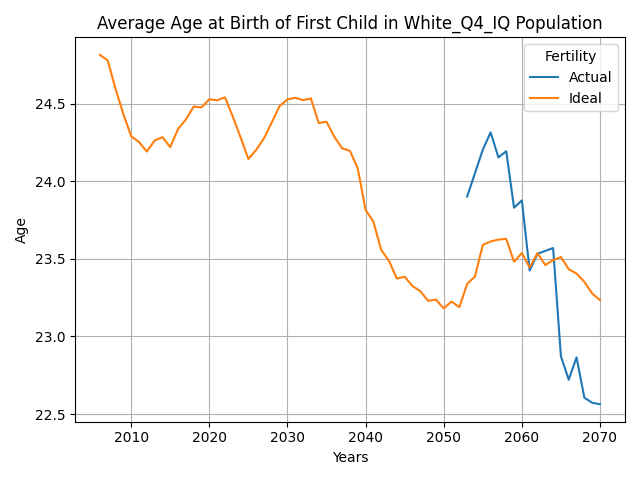 Average Age at Birth of First Child in White_Q4_IQ Population
Fertility
Actual
Ideal
24.5
24.0
23.5
23.0
22.5
Age
2010 2020 2030 2040 2050 2060 2070
Years